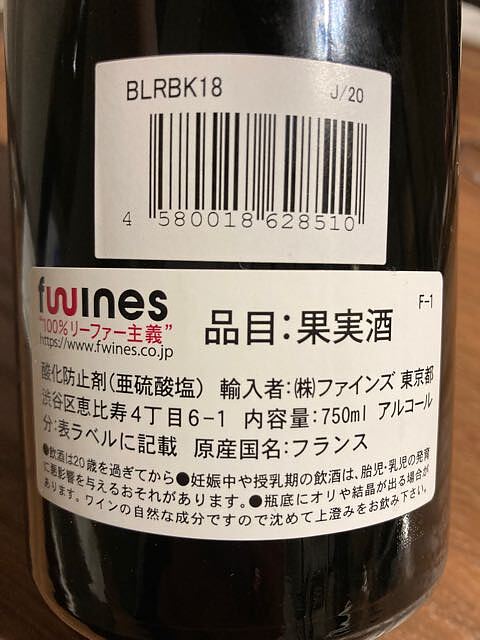 BLRBK18 J/20
4 580018 628510
fwines
"100%リーファー主義"
https://www.fwines.co.jp
F-1
品目:果実酒
酸化防止剤(亜硫酸塩) 輸入者:㈱ファインズ 東京都
渋谷区恵比寿4丁目6-1 内容量:750ml アルコール
分:表ラベルに記載 原産国名:フランス
●飲酒は20歳を過ぎてから●妊娠中や授乳期の飲酒は、胎児・乳児の発育
に悪影響を与えるおそれがあります。●瓶底にオリや結晶が出る場合が
あります。ワインの自然な成分ですので沈めて上澄みをお飲み下さい。